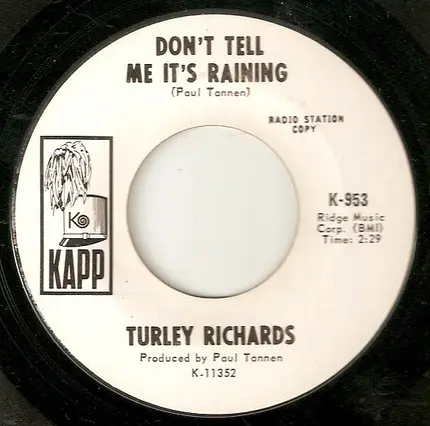 DON'T TELL
ME IT'S RAINING
(Paul Tannen)
RADIO STATION
COPY
K
KAPP
K-953
Ridge Music
Corp. (BMI)
Time: 2:29
TURLEY RICHARDS
Produced by Paul Tannen
K-11352